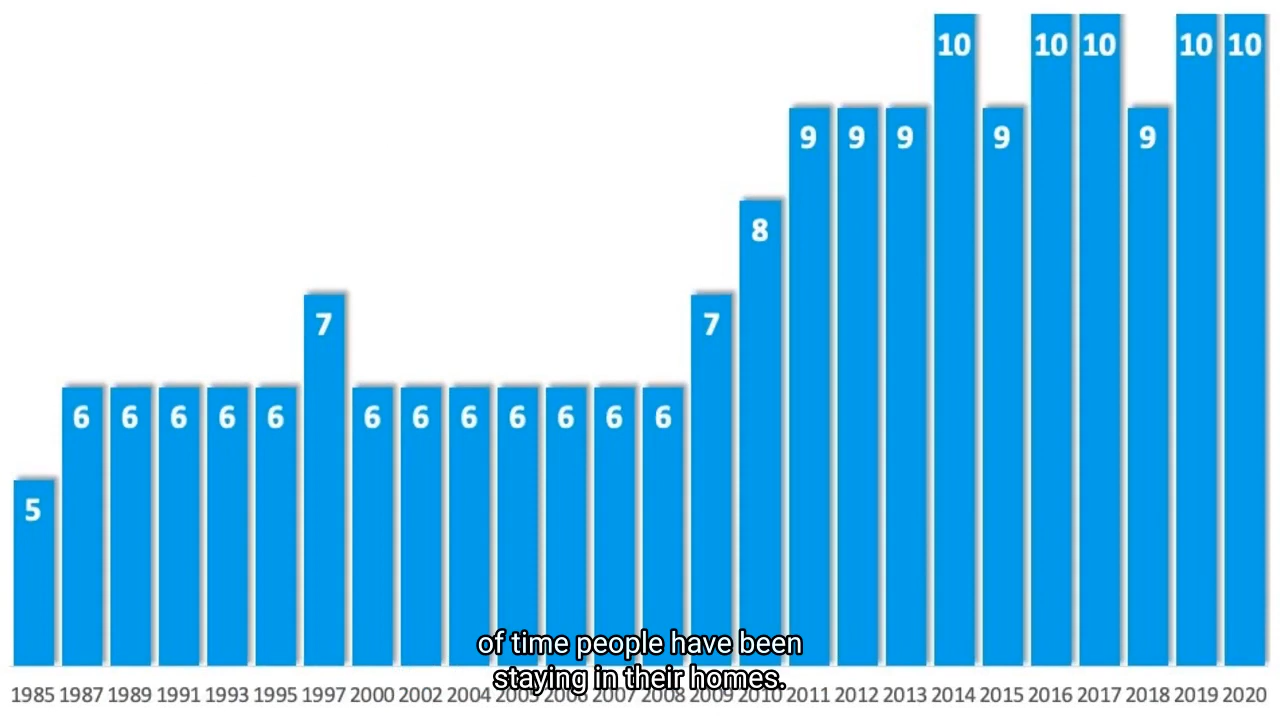 10 10 10 10 10
9 9 9 9 9
8
7 7
6 6 6 6 6 6 6 6 6 6 6 6
5
of time people have been
staying in their homes.
1985 1987 1989 1991 1993 1995 1997 2000 2002 2004 2005 2006 2007 2008 2009 2010 2011 2012 2013 2014 2015 2016 2017 2018 2019 2020